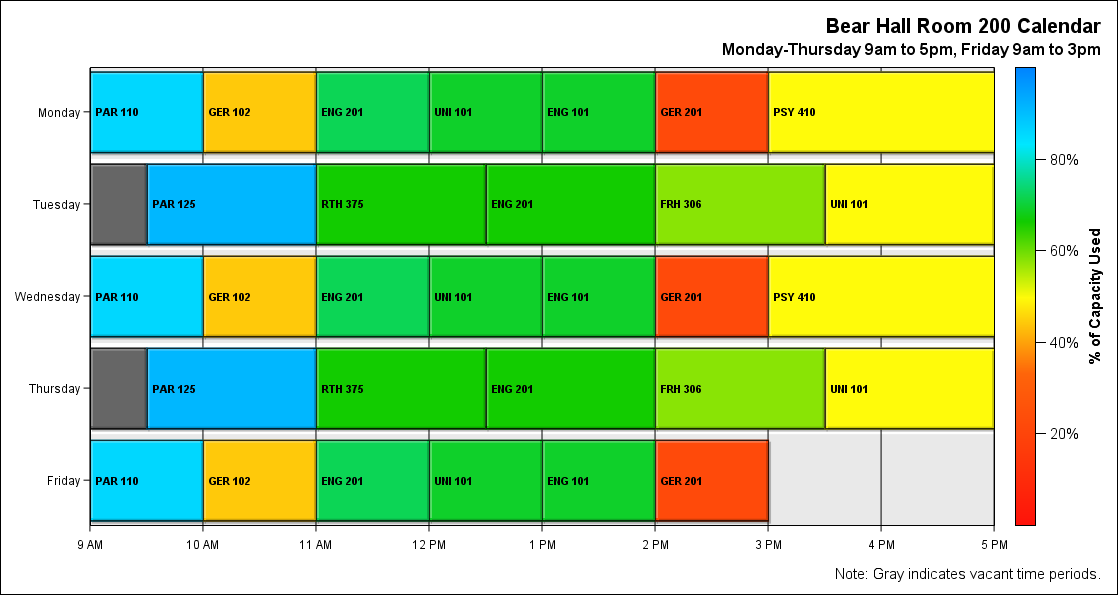 Bear Hall Room 200 Calendar
Monday-Thursday 9am to 5pm, Friday 9am to 3pm
Monday PAR 110 GER 102 ENG 201 UNI 101 ENG 101 GER 201 PSY 410
Tuesday PAR 125 RTH 375 ENG 201 FRH 306 UNI 101
Wednesday PAR 110 GER 102 ENG 201 UNI 101 ENG 101 GER 201 PSY 410
Thursday PAR 125 RTH 375 ENG 201 FRH 306 UNI 101
Friday PAR 110 GER 102 ENG 201 UNI 101 ENG 101 GER 201
9 AM 10 AM 11 AM 12 PM 1 PM 2 PM 3 PM 4 PM 5 PM
80%
60%
40%
20%
% of Capacity Used
Note: Gray indicates vacant time periods.